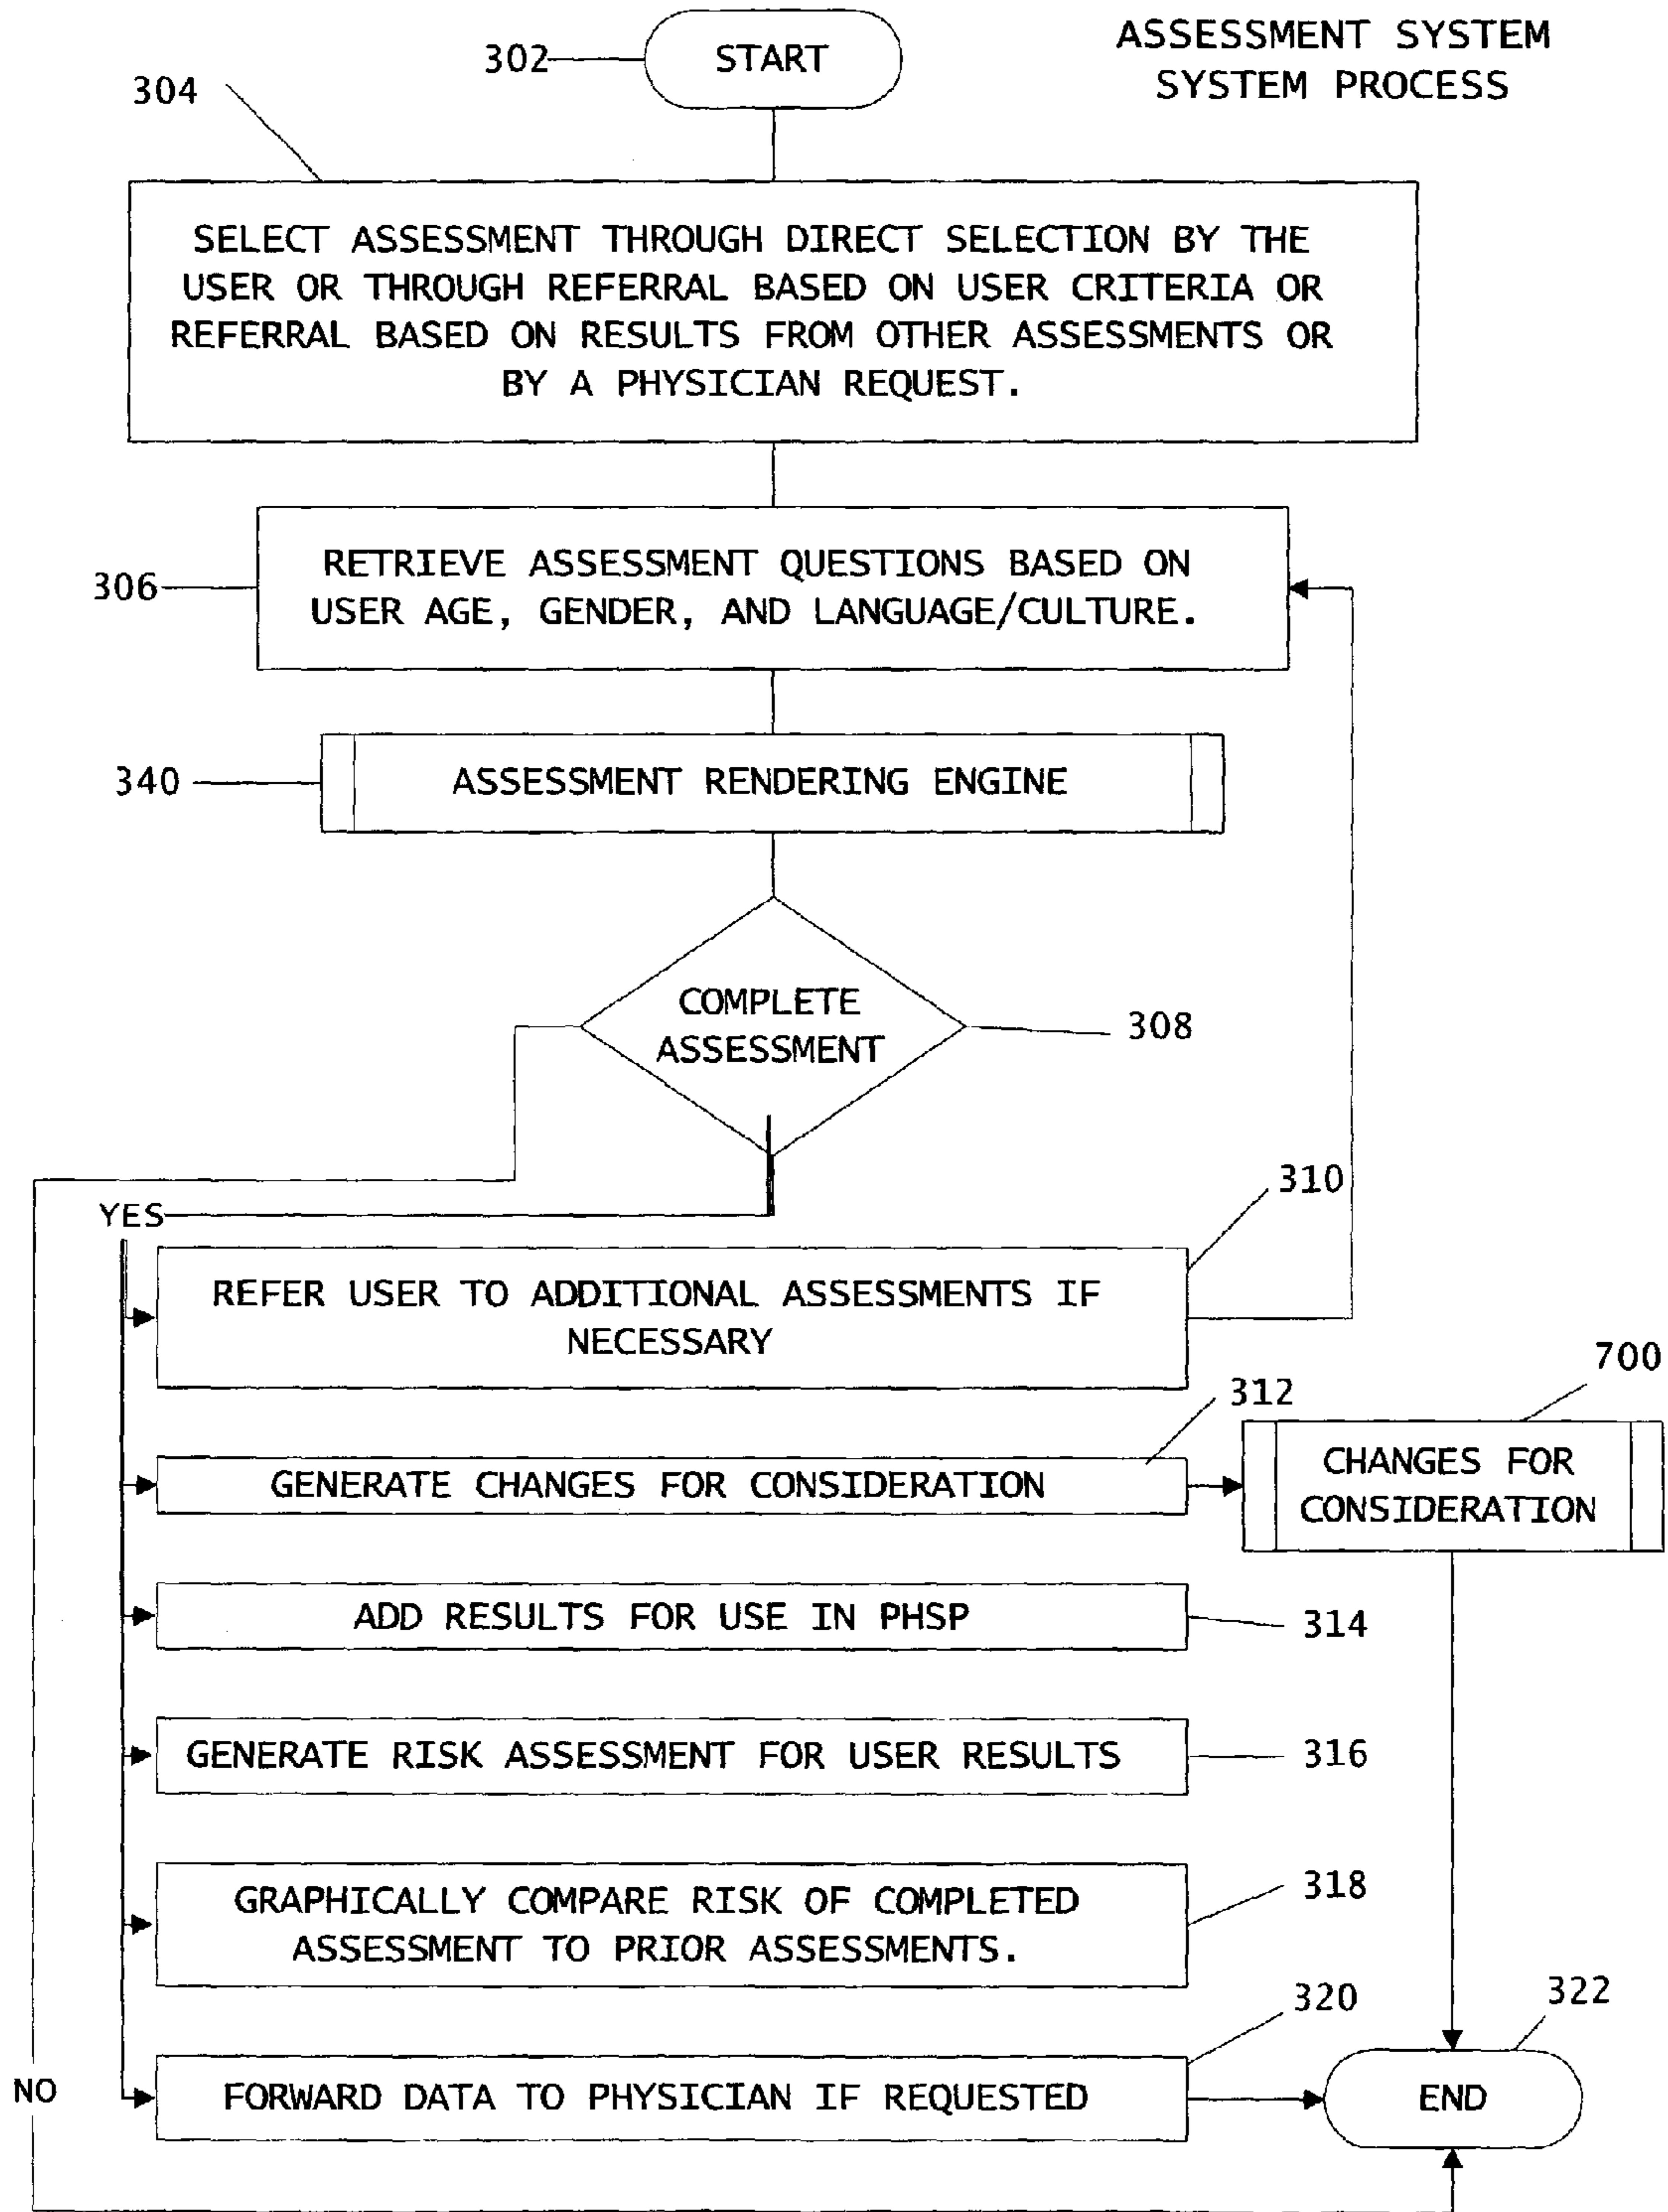 ASSESSMENT SYSTEM
SYSTEM PROCESS
302
START
304
SELECT ASSESSMENT THROUGH DIRECT SELECTION BY THE
USER OR THROUGH REFERRAL BASED ON USER CRITERIA OR
REFERRAL BASED ON RESULTS FROM OTHER ASSESSMENTS OR
BY A PHYSICIAN REQUEST.
306
RETRIEVE ASSESSMENT QUESTIONS BASED ON
USER AGE, GENDER, AND LANGUAGE/CULTURE.
340
ASSESSMENT RENDERING ENGINE
COMPLETE
ASSESSMENT
308
YES
310
REFER USER TO ADDITIONAL ASSESSMENTS IF
NECESSARY
700
312
GENERATE CHANGES FOR CONSIDERATION
CHANGES FOR
CONSIDERATION
ADD RESULTS FOR USE IN PHSP
314
GENERATE RISK ASSESSMENT FOR USER RESULTS
316
GRAPHICALLY COMPARE RISK OF COMPLETED
ASSESSMENT TO PRIOR ASSESSMENTS.
318
320
322
NO
FORWARD DATA TO PHYSICIAN IF REQUESTED
END